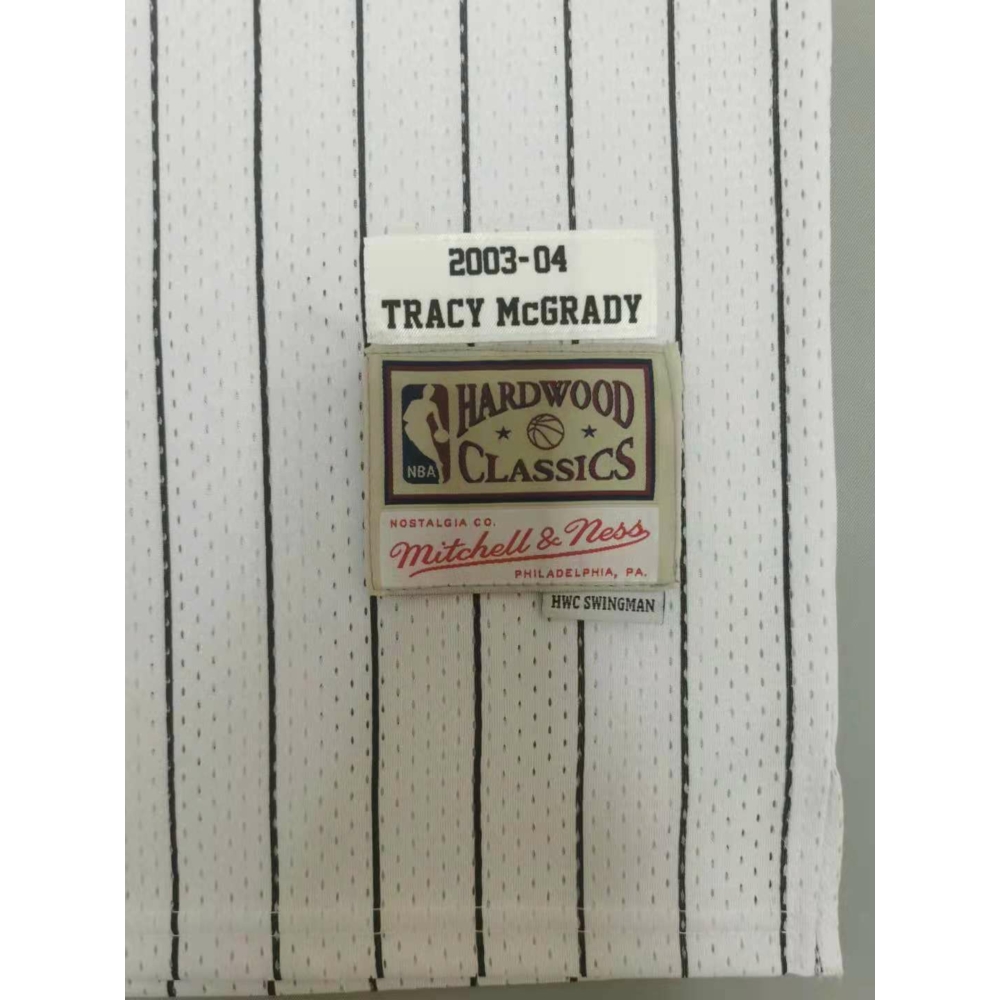 2003-04
TRACY McGRADY
HARDWOOD
CLASSICS
NBA
NOSTALGIA CO.
Mitchell & Ness
PHILADELPHIA, PA.
HWC SWINGMAN